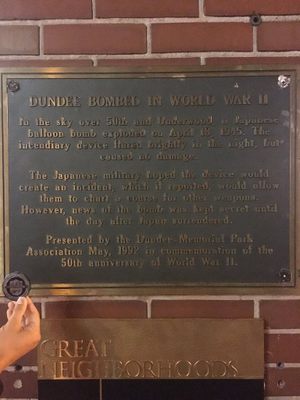 DUNDEE BOMBED IN WORLD WAR II
In the sky over 50th and Underwood a Japanese
balloon bomb exploded on April 18, 1945. The
incendiary device flared brightly in the night, but
caused no damage.
The Japanese military hoped the device would
create an incident, which if reported, would allow
them to chart a course for other weapons.
However, news of the bomb was kept secret until
the day after Japan surrendered.
Presented by the Dundee Memorial Park
Association May, 1992 in commemoration of the
50th anniversary of World War II.
GREAT
NEIGHBORHOODS